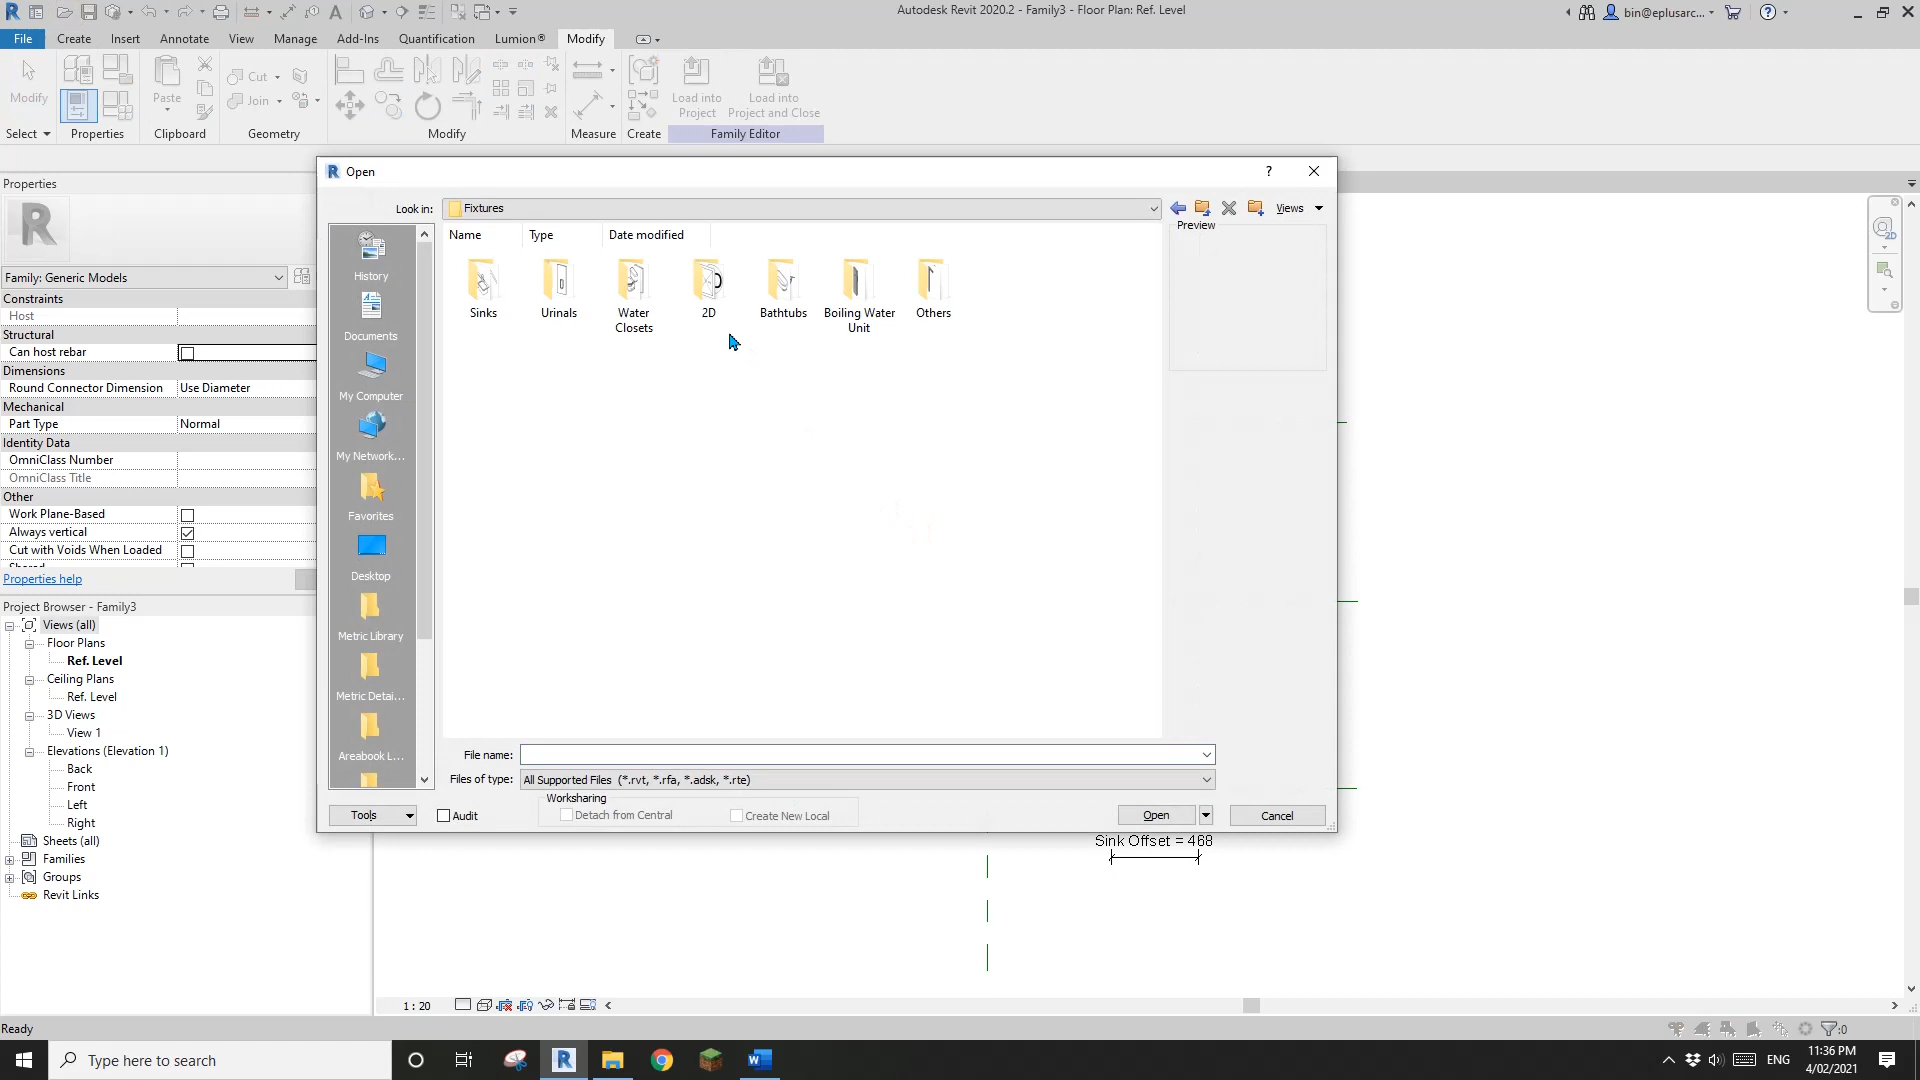 Autodesk Revit 2020.2 - Family3 - Floor Plan: Ref. Level
bin@eplusarc...
File Create Insert Annotate View Manage Add-Ins Quantification Lumion® Modify
Modify
Paste
Cut
Join
Load into Project
Load into Project and Close
Select Properties Clipboard Geometry Modify Measure Create Family Editor
Properties
Family: Generic Models
Constraints
Host
Structural
Can host rebar
Dimensions
Round Connector Dimension Use Diameter
Mechanical
Part Type Normal
Identity Data
OmniClass Number
OmniClass Title
Other
Work Plane-Based
Always vertical
Cut with Voids When Loaded
Shared
Properties help
Project Browser - Family3
Views (all)
Floor Plans
Ref. Level
Ceiling Plans
Ref. Level
3D Views
View 1
Elevations (Elevation 1)
Back
Front
Left
Right
Sheets (all)
Families
Groups
Revit Links
Open
Look in: Fixtures
Views
Preview
Name Type Date modified
Sinks
Urinals
Water Closets
2D
Bathtubs
Boiling Water Unit
Others
History
Documents
My Computer
My Network...
Favorites
Desktop
Metric Library
Metric Detai...
Areabook L...
File name:
Files of type: All Supported Files (*.rvt, *.rfa, *.adsk, *.rte)
Worksharing
Tools
Audit
Detach from Central
Create New Local
Open
Cancel
Sink Offset = 468
2D
1 : 20
Ready
:0
Type here to search
ENG
11:36 PM
4/02/2021